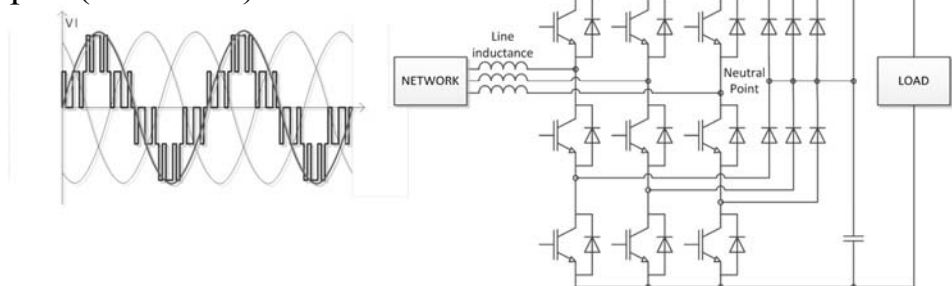 VI
Line
inductance
NETWORK
Neutral
Point
LOAD